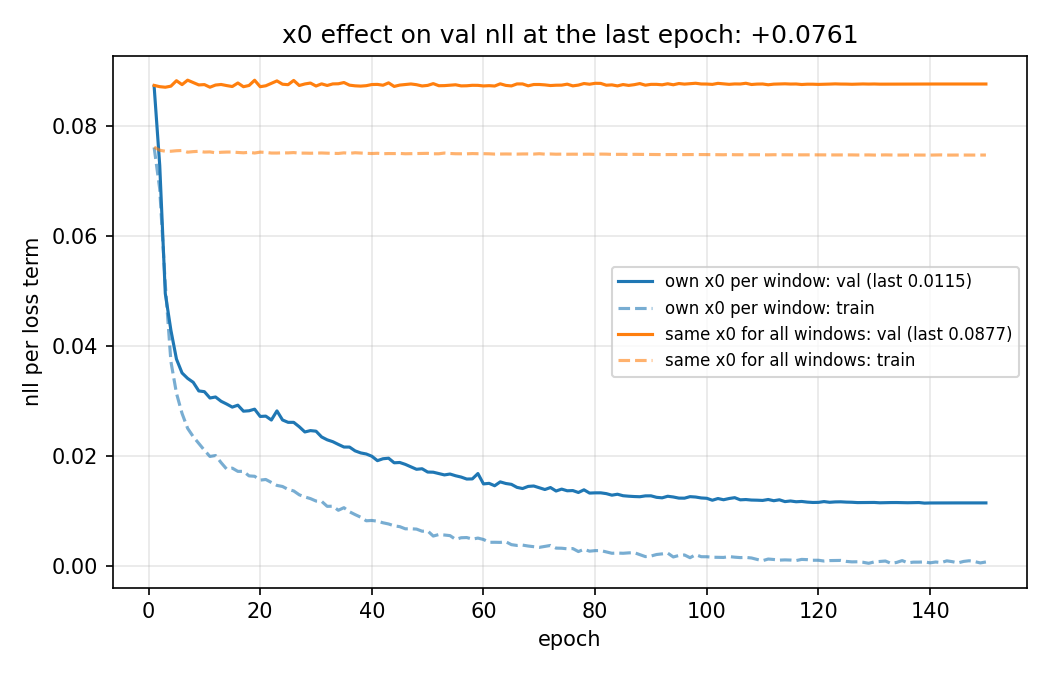 x0 effect on val nll at the last epoch: +0.0761
nll per loss term
0.08
0.06
0.04
0.02
0.00
own x0 per window: val (last 0.0115)
own x0 per window: train
same x0 for all windows: val (last 0.0877)
same x0 for all windows: train
0 20 40 60 80 100 120 140
epoch